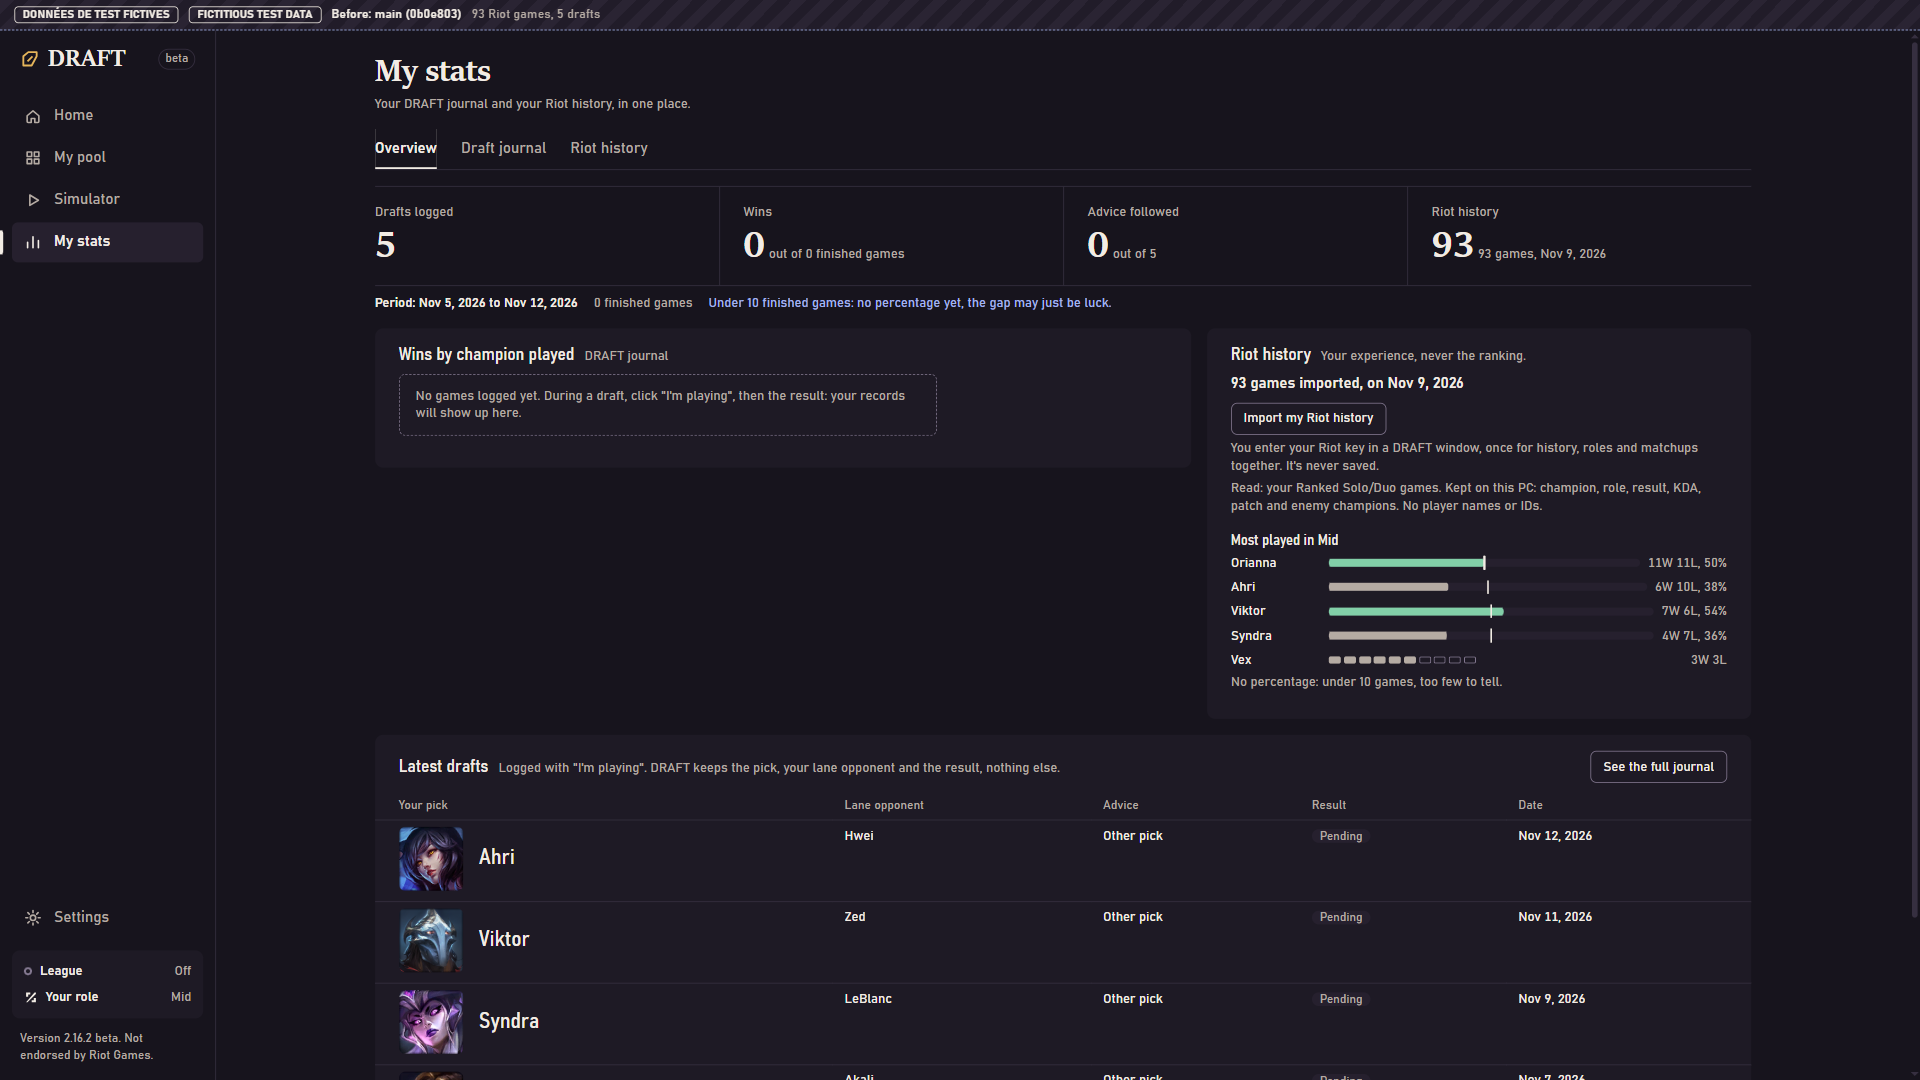 DONNÉES DE TEST FICTIVES FICTITIOUS TEST DATA Before: main (0b0e803) 93 Riot games, 5 drafts
DRAFT beta
Home
My pool
Simulator
My stats
Settings
League Off
Your role Mid
Version 2.16.2 beta. Not
endorsed by Riot Games.
My stats
Your DRAFT journal and your Riot history, in one place.
Overview Draft journal Riot history
Drafts logged
5
Wins
0 out of 0 finished games
Advice followed
0 out of 5
Riot history
93 93 games, Nov 9, 2026
Period: Nov 5, 2026 to Nov 12, 2026 0 finished games Under 10 finished games: no percentage yet, the gap may just be luck.
Wins by champion played DRAFT journal
No games logged yet. During a draft, click "I'm playing", then the result: your records
will show up here.
Riot history Your experience, never the ranking.
93 games imported, on Nov 9, 2026
Import my Riot history
You enter your Riot key in a DRAFT window, once for history, roles and matchups
together. It's never saved.
Read: your Ranked Solo/Duo games. Kept on this PC: champion, role, result, KDA,
patch and enemy champions. No player names or IDs.
Most played in Mid
Orianna 11W 11L, 50%
Ahri 6W 10L, 38%
Viktor 7W 6L, 54%
Syndra 4W 7L, 36%
Vex 3W 3L
No percentage: under 10 games, too few to tell.
Latest drafts Logged with "I'm playing". DRAFT keeps the pick, your lane opponent and the result, nothing else.
See the full journal
Your pick Lane opponent Advice Result Date
Ahri Hwei Other pick Pending Nov 12, 2026
Viktor Zed Other pick Pending Nov 11, 2026
Syndra LeBlanc Other pick Pending Nov 9, 2026
Akali Other pick Pending Nov 7, 2026